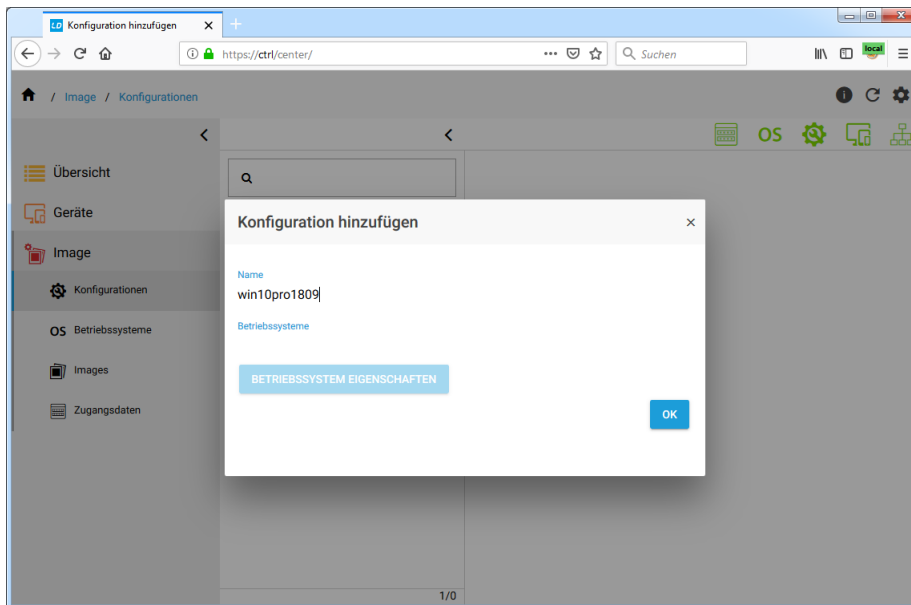 LD Konfiguration hinzufügen
https://ctrl/center/
Suchen
local
/ Image / Konfigurationen
OS
Übersicht
Geräte
Image
Konfigurationen
OS Betriebssysteme
Images
Zugangsdaten
Konfiguration hinzufügen
Name
win10pro1809
Betriebssysteme
BETRIEBSSYSTEM EIGENSCHAFTEN
OK
1/0